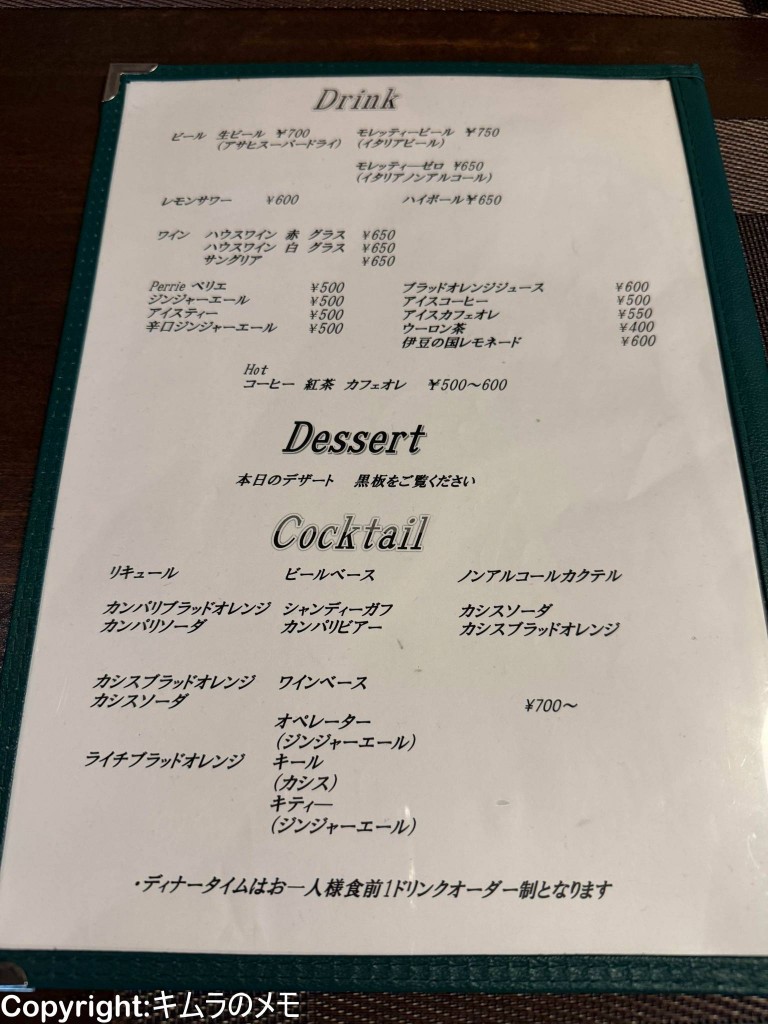 Drink
ビール 生ビール ¥700 モレッティービール ¥750
(アサヒスーパードライ) (イタリアビール)
モレッティーゼロ ¥650
(イタリアノンアルコール)
レモンサワー ¥600 ハイボール¥650
ワイン ハウスワイン 赤 グラス ¥650
ハウスワイン 白 グラス ¥650
サングリア ¥650
Perrie ペリエ ¥500 ブラッドオレンジジュース ¥600
ジンジャーエール ¥500 アイスコーヒー ¥500
アイスティー ¥500 アイスカフェオレ ¥550
辛口ジンジャーエール ¥500 ウーロン茶 ¥400
伊豆の国レモネード ¥600
Hot
コーヒー 紅茶 カフェオレ ¥500～600
Dessert
本日のデザート 黒板をご覧ください
Cocktail
リキュール ビールベース ノンアルコールカクテル
カンパリブラッドオレンジ シャンディーガフ カシスソーダ
カンパリソーダ カンパリビアー カシスブラッドオレンジ
カシスブラッドオレンジ ワインベース
カシスソーダ ¥700～
オペレーター
(ジンジャーエール)
ライチブラッドオレンジ キール
(カシス)
キティ―
(ジンジャーエール)
・ディナータイムはお一人様食前1ドリンクオーダー制となります
Copyright:キムラのメモ